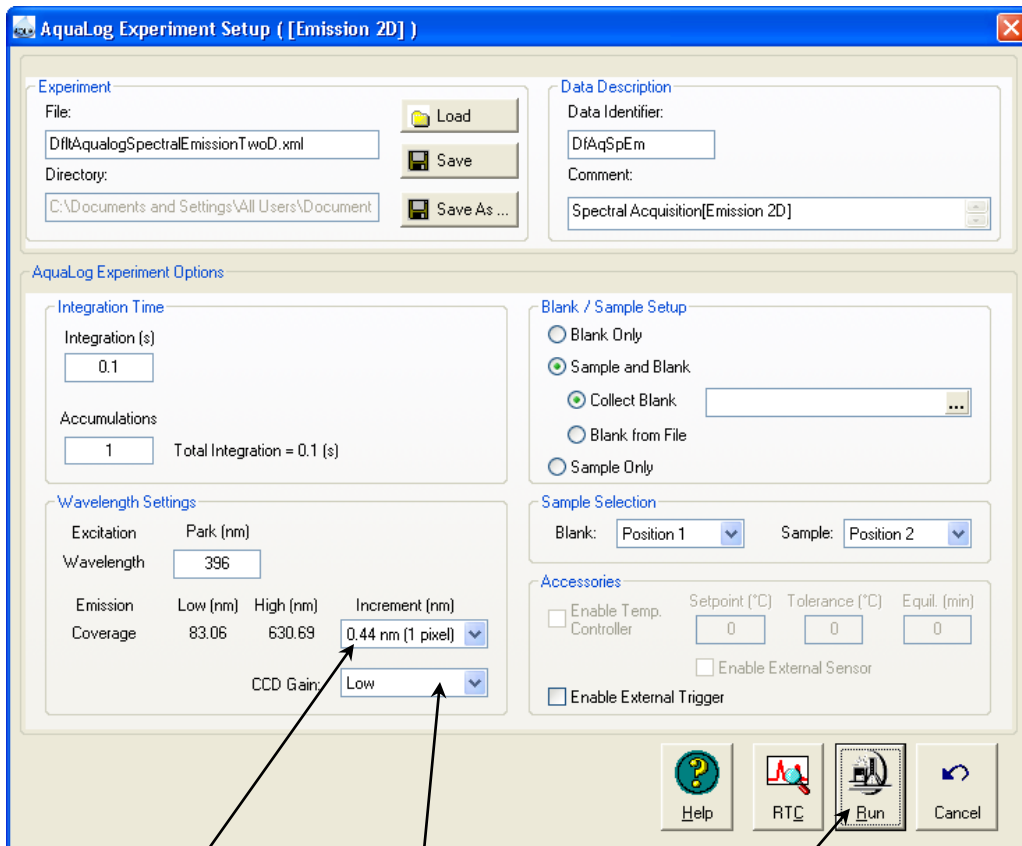 AquaLog Experiment Setup ( [Emission 2D] )
Experiment
File:
DfltAqualogSpectralEmissionTwoD.xml
Load
Save
Directory:
C:\Documents and Settings\All Users\Document
Save As ...
Data Description
Data Identifier:
DfAqSpEm
Comment:
Spectral Acquisition[Emission 2D]
AquaLog Experiment Options
Integration Time
Integration (s)
0.1
Accumulations
1 Total Integration = 0.1 (s)
Blank / Sample Setup
Blank Only
Sample and Blank
Collect Blank ...
Blank from File
Sample Only
Wavelength Settings
Excitation Park (nm)
Wavelength 396
Emission Low (nm) High (nm) Increment (nm)
Coverage 83.06 630.69 0.44 nm (1 pixel)
CCD Gain: Low
Sample Selection
Blank: Position 1 Sample: Position 2
Accessories
Enable Temp. Controller
Setpoint (°C) Tolerance (°C) Equil. (min)
0 0 0
Enable External Sensor
Enable External Trigger
Help
RTC
Run
Cancel